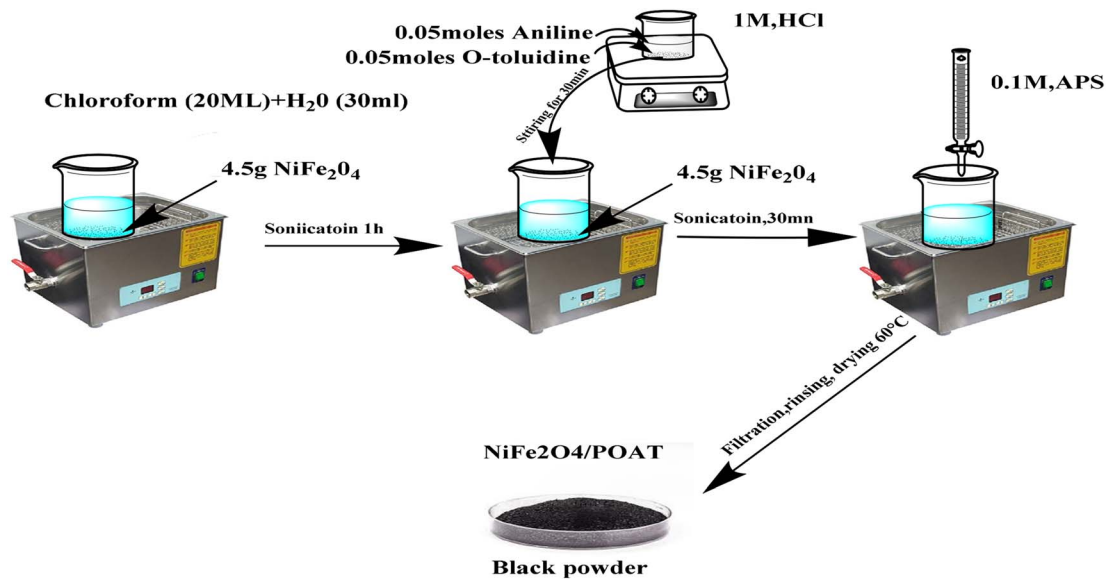 0.05moles Aniline
0.05moles O-toluidine
1M,HCl
Chloroform (20ML)+H₂0 (30ml)
Sttiring for 30min
0.1M,APS
4.5g NiFe₂0₄
4.5g NiFe₂0₄
Soniicatoin 1h
Sonicatoin,30mn
Filtration,rinsing, drying 60°C
NiFe2O4/POAT
Black powder